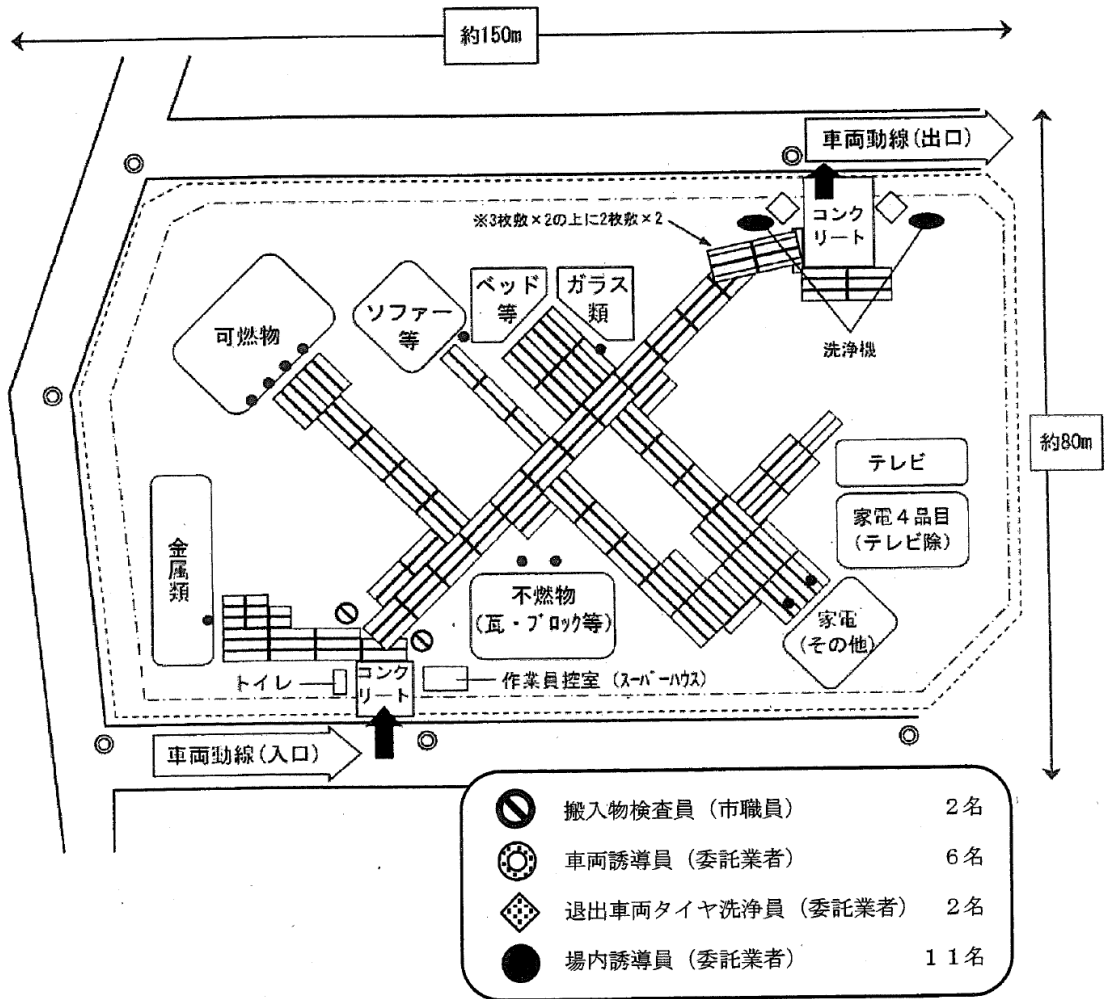 約150m
車両動線(出口)
コンク
リート
※3枚敷×2の上に2枚敷×2
ベッド
等
ガラス
類
ソファー
等
可燃物
洗浄機
約80m
テレビ
家電4品目
(テレビ除)
金属類
不燃物
(瓦・ブロック等)
家電
(その他)
トイレ
コンク
リート
作業員控室 (スーパーハウス)
車両動線(入口)
搬入物検査員(市職員) 2名
車両誘導員(委託業者) 6名
退出車両タイヤ洗浄員(委託業者) 2名
場内誘導員(委託業者) 11名